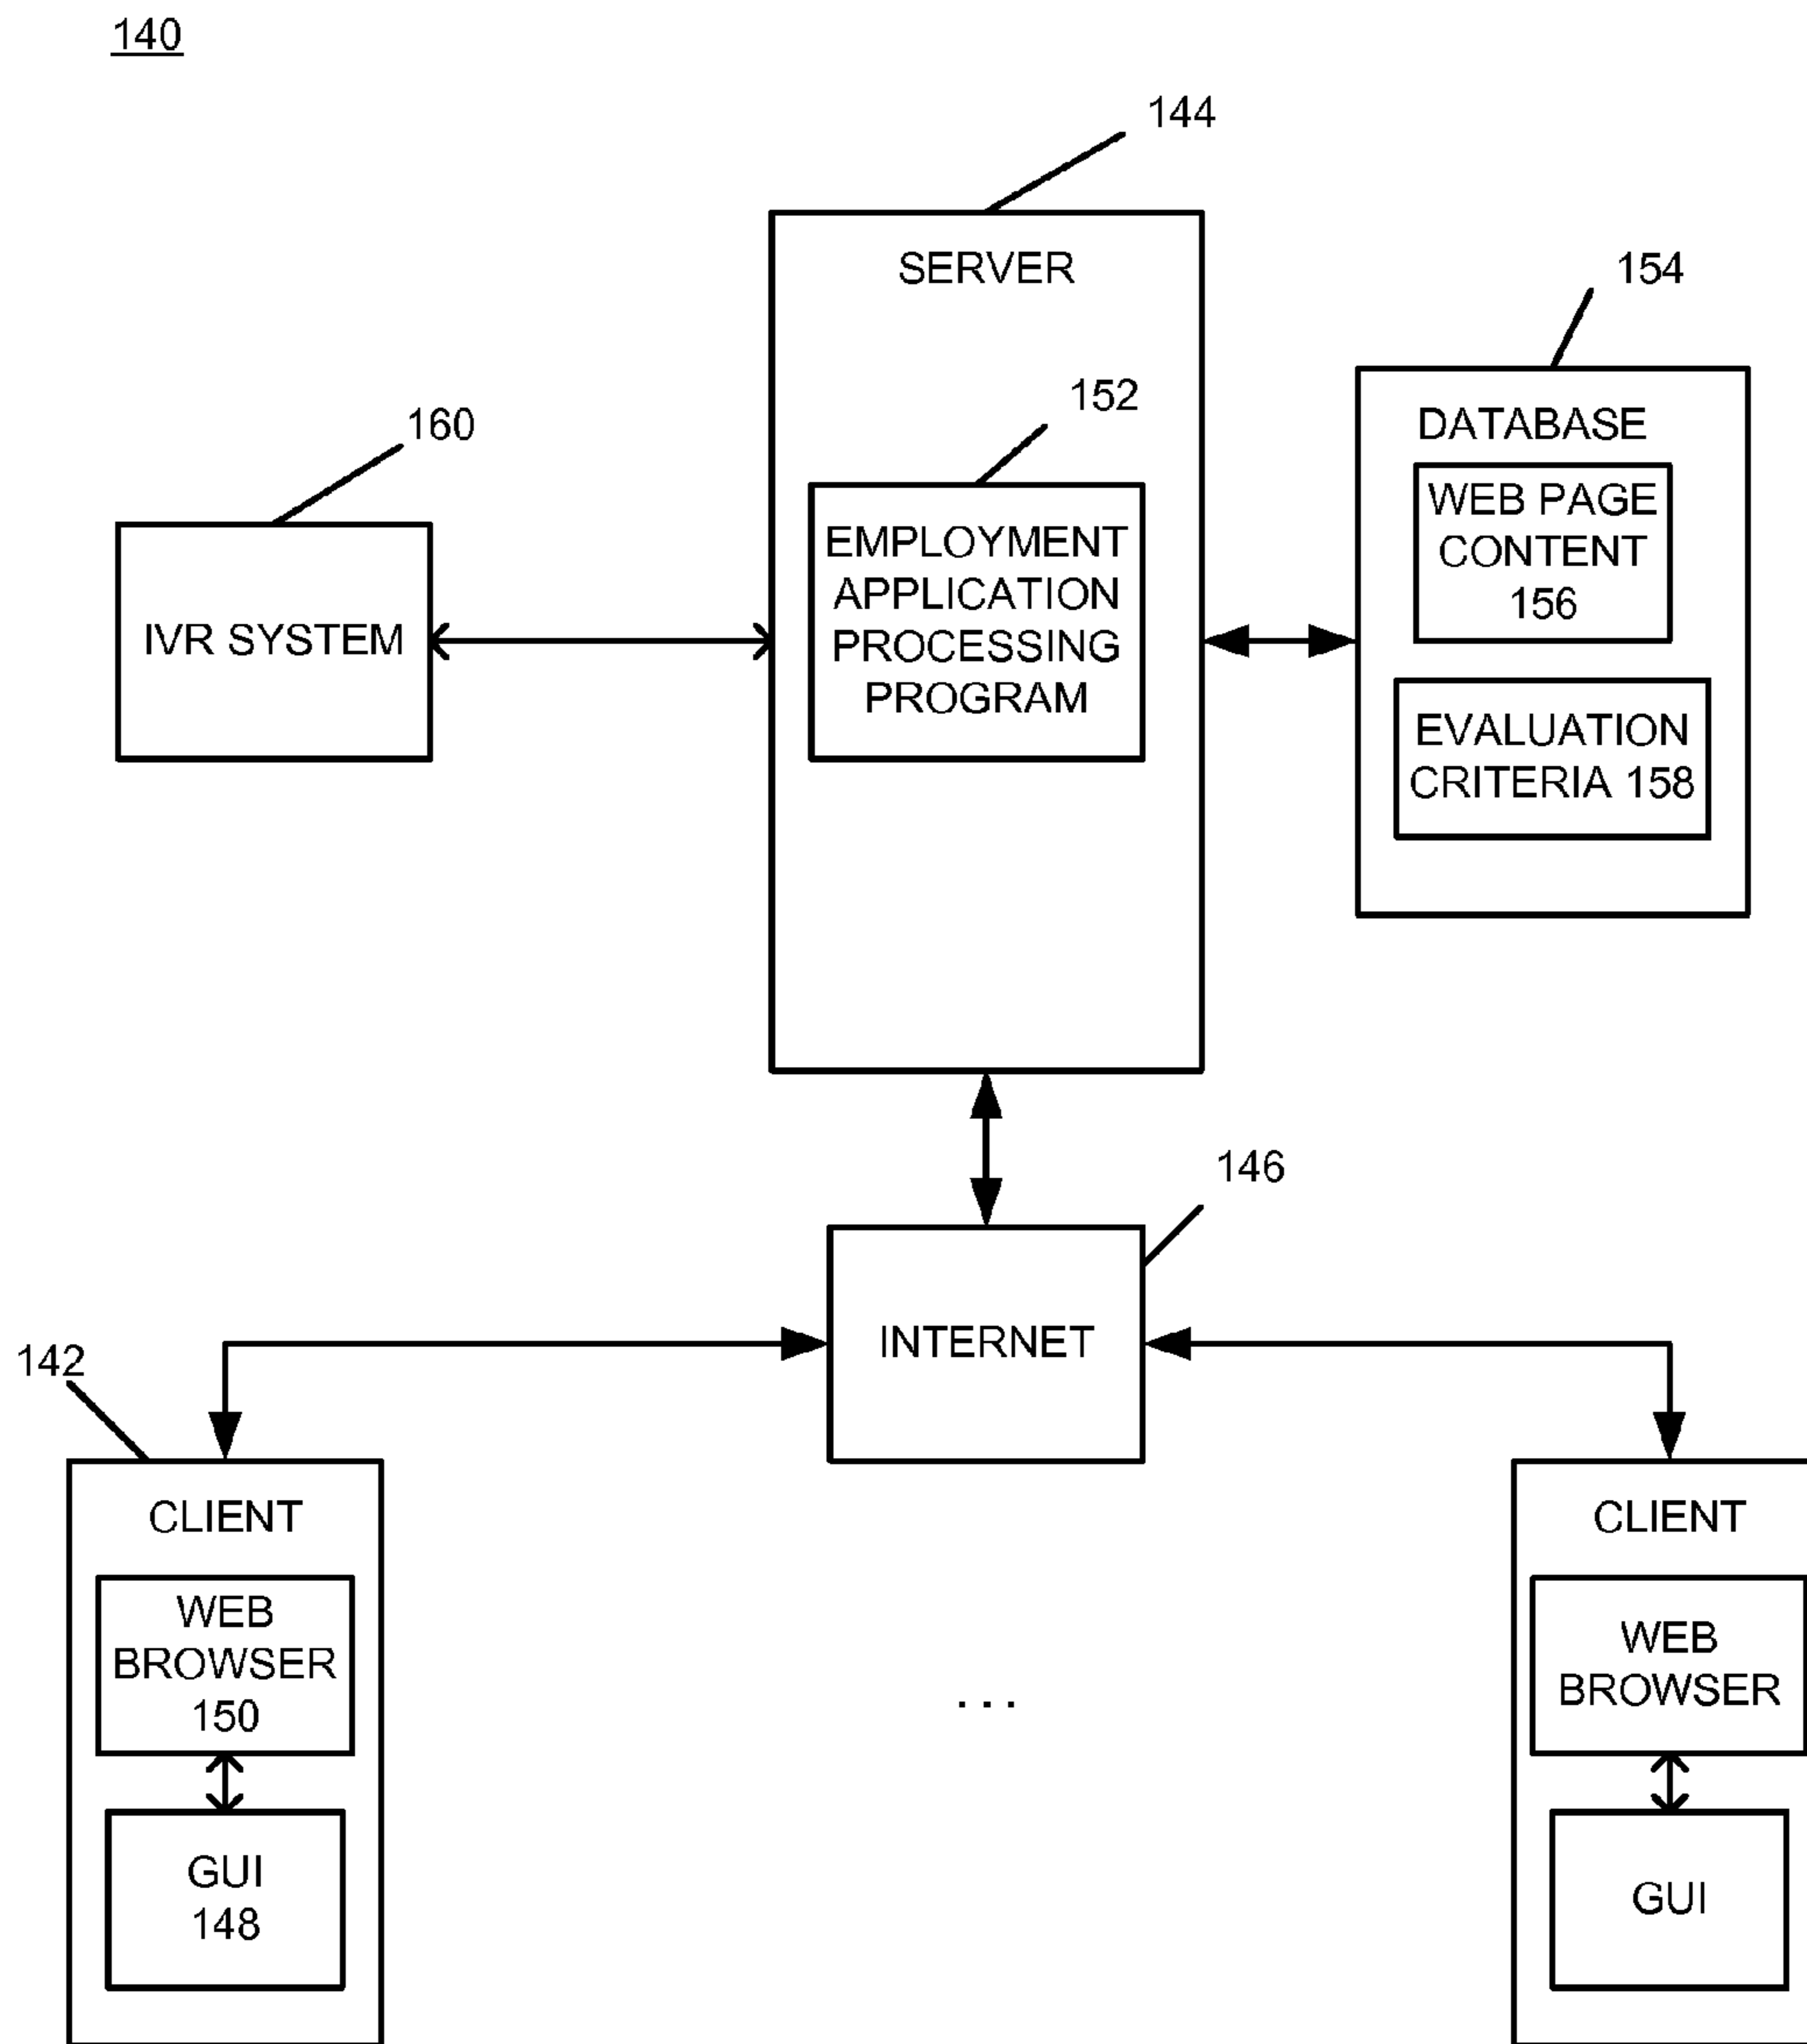 140
144
SERVER
154
152
DATABASE
160
WEB PAGE
CONTENT
156
EMPLOYMENT
APPLICATION
PROCESSING
PROGRAM
IVR SYSTEM
EVALUATION
CRITERIA 158
146
INTERNET
142
CLIENT
WEB
BROWSER
150
GUI
148
...
CLIENT
WEB
BROWSER
GUI